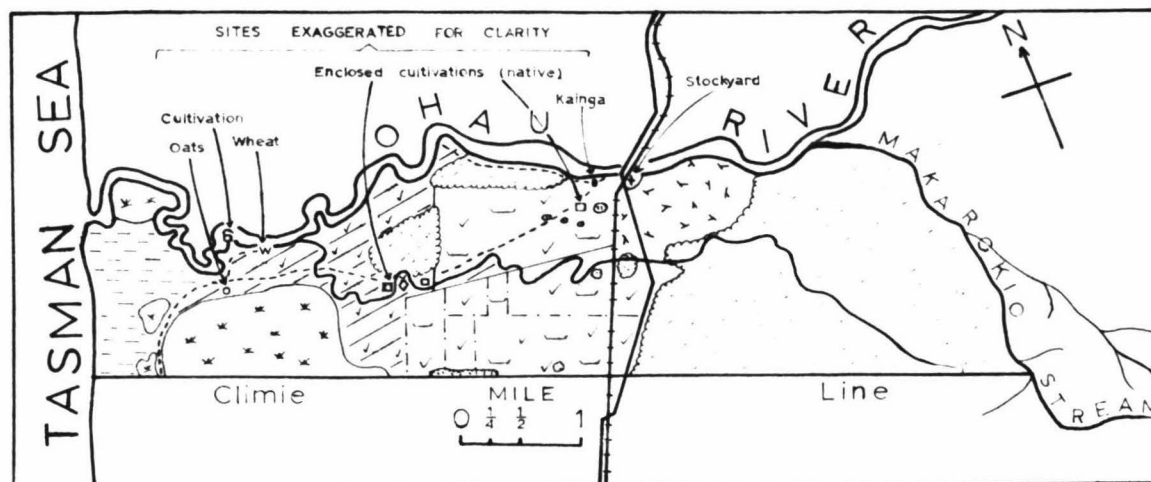 SITES EXAGGERATED FOR CLARITY
Enclosed cultivations (native)
Kainga
Stockyard
N
Cultivation
Oats
Wheat
W
TASMAN SEA
OHAU RIVER
MAKAROKIO STREAM
Climie Line
MILE
0 ¼ ½ 1